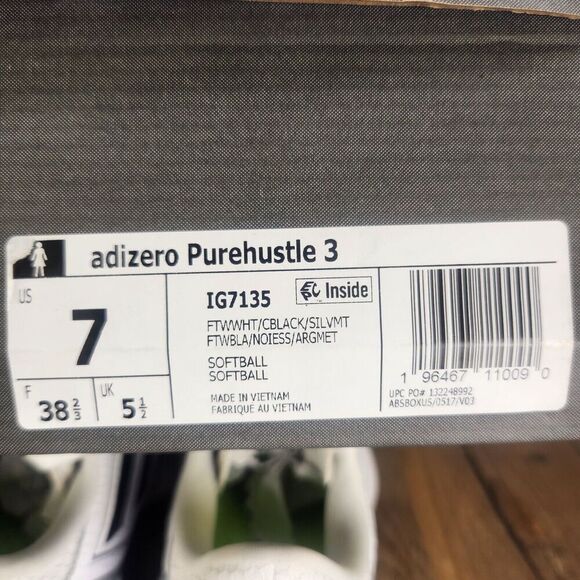 adizero Purehustle 3
US
7
F
38 2/3
UK
5 1/2
IG7135
Inside
FTWWHT/CBLACK/SILVMT
FTWBLA/NOIESS/ARGMET
SOFTBALL
SOFTBALL
MADE IN VIETNAM
FABRIQUÉ AU VIETNAM
1 96467 11009 0
UPC PO# 132248992
ABSBOXUS/0517/V03